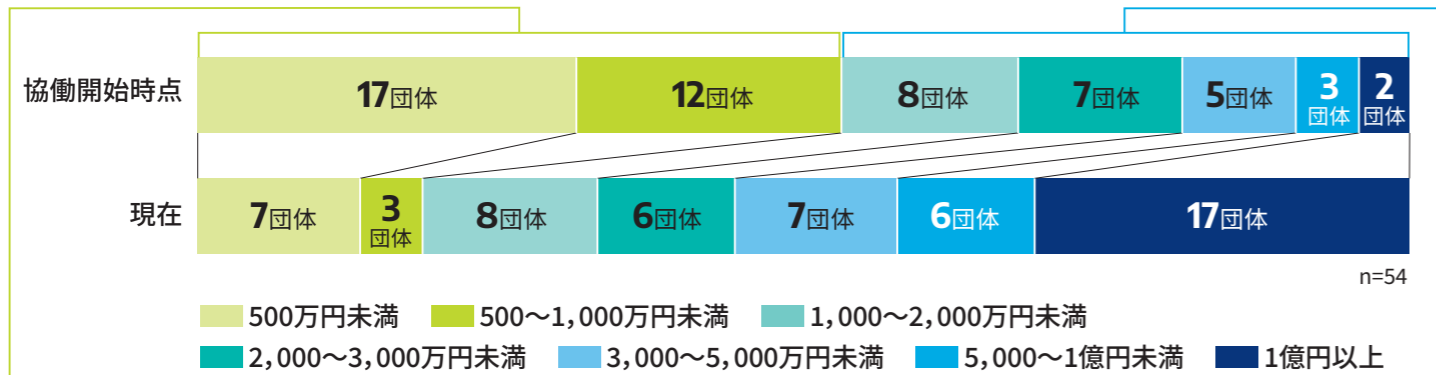 協働開始時点
17団体
12団体
8団体
7団体
5団体
3
団体
2
団体
現在
7団体
3
団体
8団体
6団体
7団体
6団体
17団体
n=54
500万円未満 500〜1,000万円未満 1,000〜2,000万円未満
2,000〜3,000万円未満 3,000〜5,000万円未満 5,000〜1億円未満 1億円以上